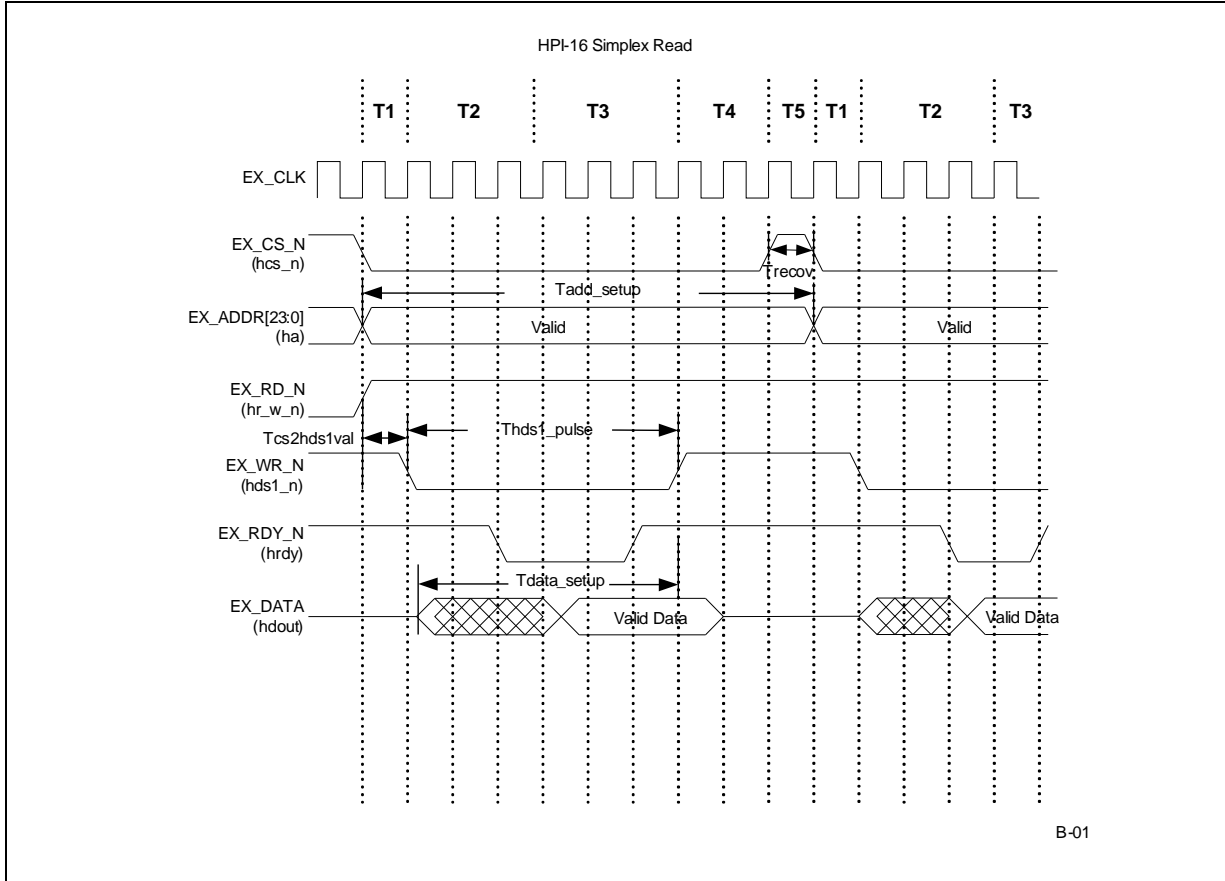 HPI-16 Simplex Read
T1 T2 T3 T4 T5 T1 T2 T3
EX_CLK
EX_CS_N
(hcs_n)
Trecov
Tadd_setup
EX_ADDR[23:0]
(ha)
Valid Valid
EX_RD_N
(hr_w_n)
Tcs2hds1val Thds1_pulse
EX_WR_N
(hds1_n)
EX_RDY_N
(hrdy)
Tdata_setup
EX_DATA
(hdout)
Valid Data Valid Data
B-01